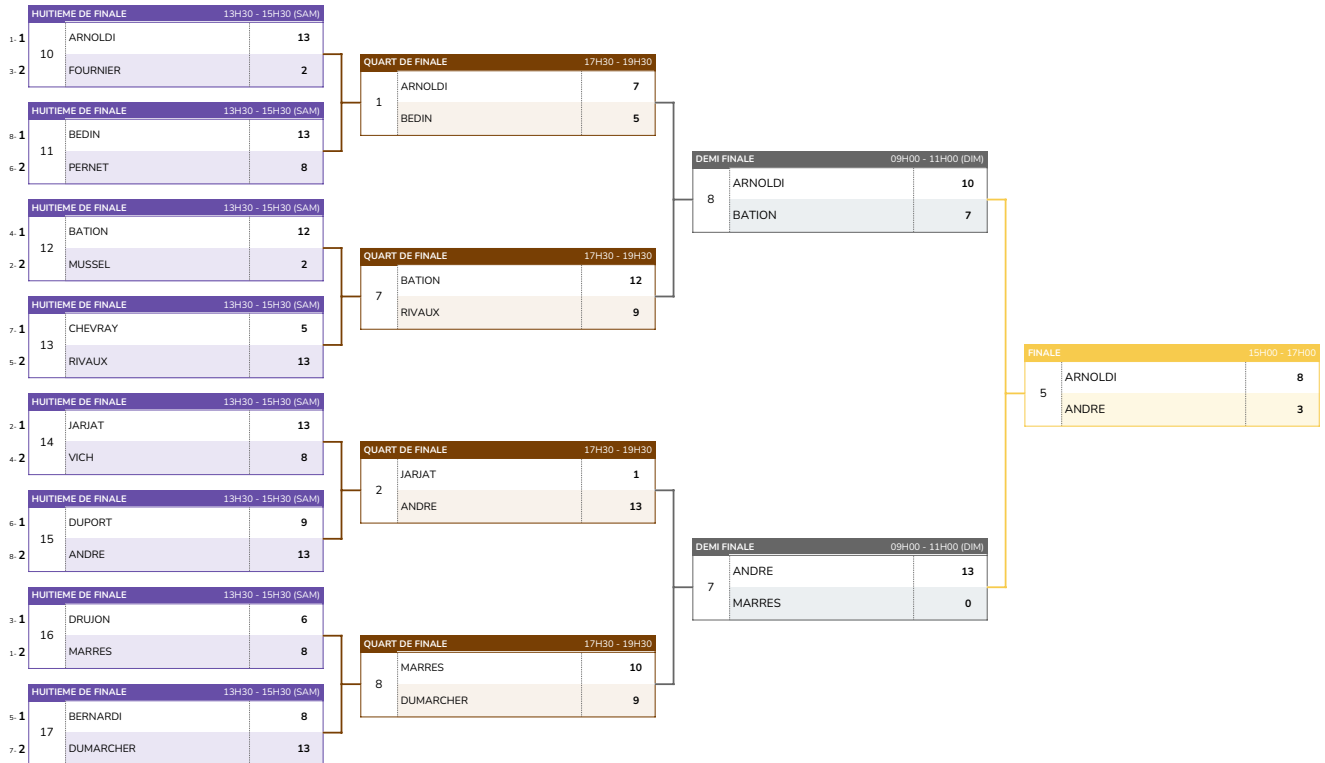 HUITIEME DE FINALE 13H30 - 15H30 (SAM)
1- 1 ARNOLDI 13
10
3- 2 FOURNIER 2
HUITIEME DE FINALE 13H30 - 15H30 (SAM)
8- 1 BEDIN 13
11
6- 2 PERNET 8
HUITIEME DE FINALE 13H30 - 15H30 (SAM)
4- 1 BATION 12
12
2- 2 MUSSEL 2
HUITIEME DE FINALE 13H30 - 15H30 (SAM)
7- 1 CHEVRAY 5
13
5- 2 RIVAUX 13
HUITIEME DE FINALE 13H30 - 15H30 (SAM)
2- 1 JARJAT 13
14
4- 2 VICH 8
HUITIEME DE FINALE 13H30 - 15H30 (SAM)
6- 1 DUPORT 9
15
8- 2 ANDRE 13
HUITIEME DE FINALE 13H30 - 15H30 (SAM)
3- 1 DRUJON 6
16
1- 2 MARRES 8
HUITIEME DE FINALE 13H30 - 15H30 (SAM)
5- 1 BERNARDI 8
17
7- 2 DUMARCHER 13
QUART DE FINALE 17H30 - 19H30
ARNOLDI 7
1
BEDIN 5
QUART DE FINALE 17H30 - 19H30
BATION 12
7
RIVAUX 9
QUART DE FINALE 17H30 - 19H30
JARJAT 1
2
ANDRE 13
QUART DE FINALE 17H30 - 19H30
MARRES 10
8
DUMARCHER 9
DEMI FINALE 09H00 - 11H00 (DIM)
ARNOLDI 10
8
BATION 7
DEMI FINALE 09H00 - 11H00 (DIM)
ANDRE 13
7
MARRES 0
FINALE 15H00 - 17H00
ARNOLDI 8
5
ANDRE 3